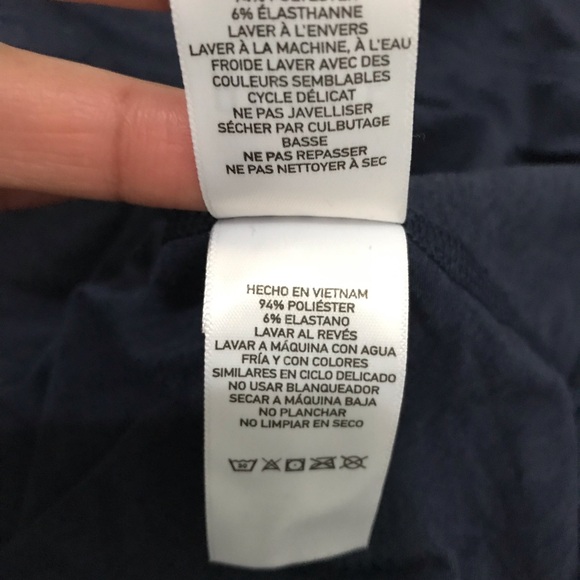 6% ÉLASTHANNE
LAVER À L'ENVERS
LAVER À LA MACHINE, À L'EAU
FROIDE LAVER AVEC DES
COULEURS SEMBLABLES
CYCLE DÉLICAT
NE PAS JAVELLISER
SÉCHER PAR CULBUTAGE
BASSE
NE PAS REPASSER
NE PAS NETTOYER À SEC
HECHO EN VIETNAM
94% POLIÉSTER
6% ELASTANO
LAVAR AL REVÉS
LAVAR A MÁQUINA CON AGUA
FRÍA Y CON COLORES
SIMILARES EN CICLO DELICADO
NO USAR BLANQUEADOR
SECAR A MÁQUINA BAJA
NO PLANCHAR
NO LIMPIAR EN SECO